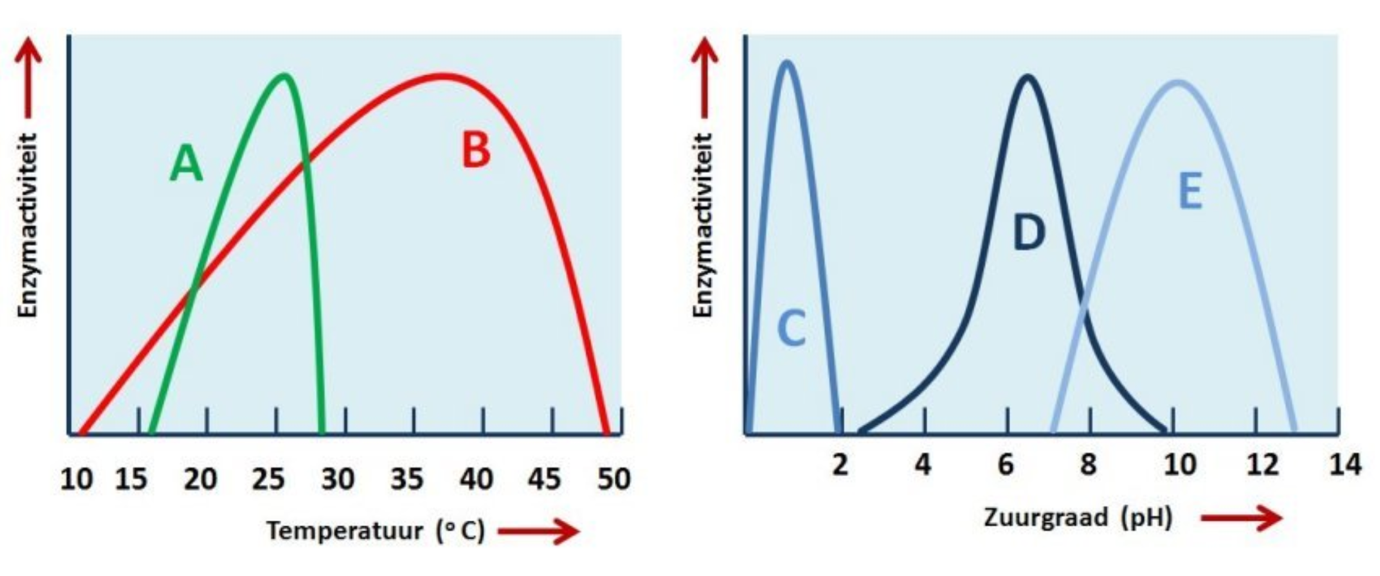 Enzymactiviteit
A
B
10 15 20 25 30 35 40 45 50
Temperatuur (° C)
Enzymactiviteit
C
D
E
2 4 6 8 10 12 14
Zuurgraad (pH)